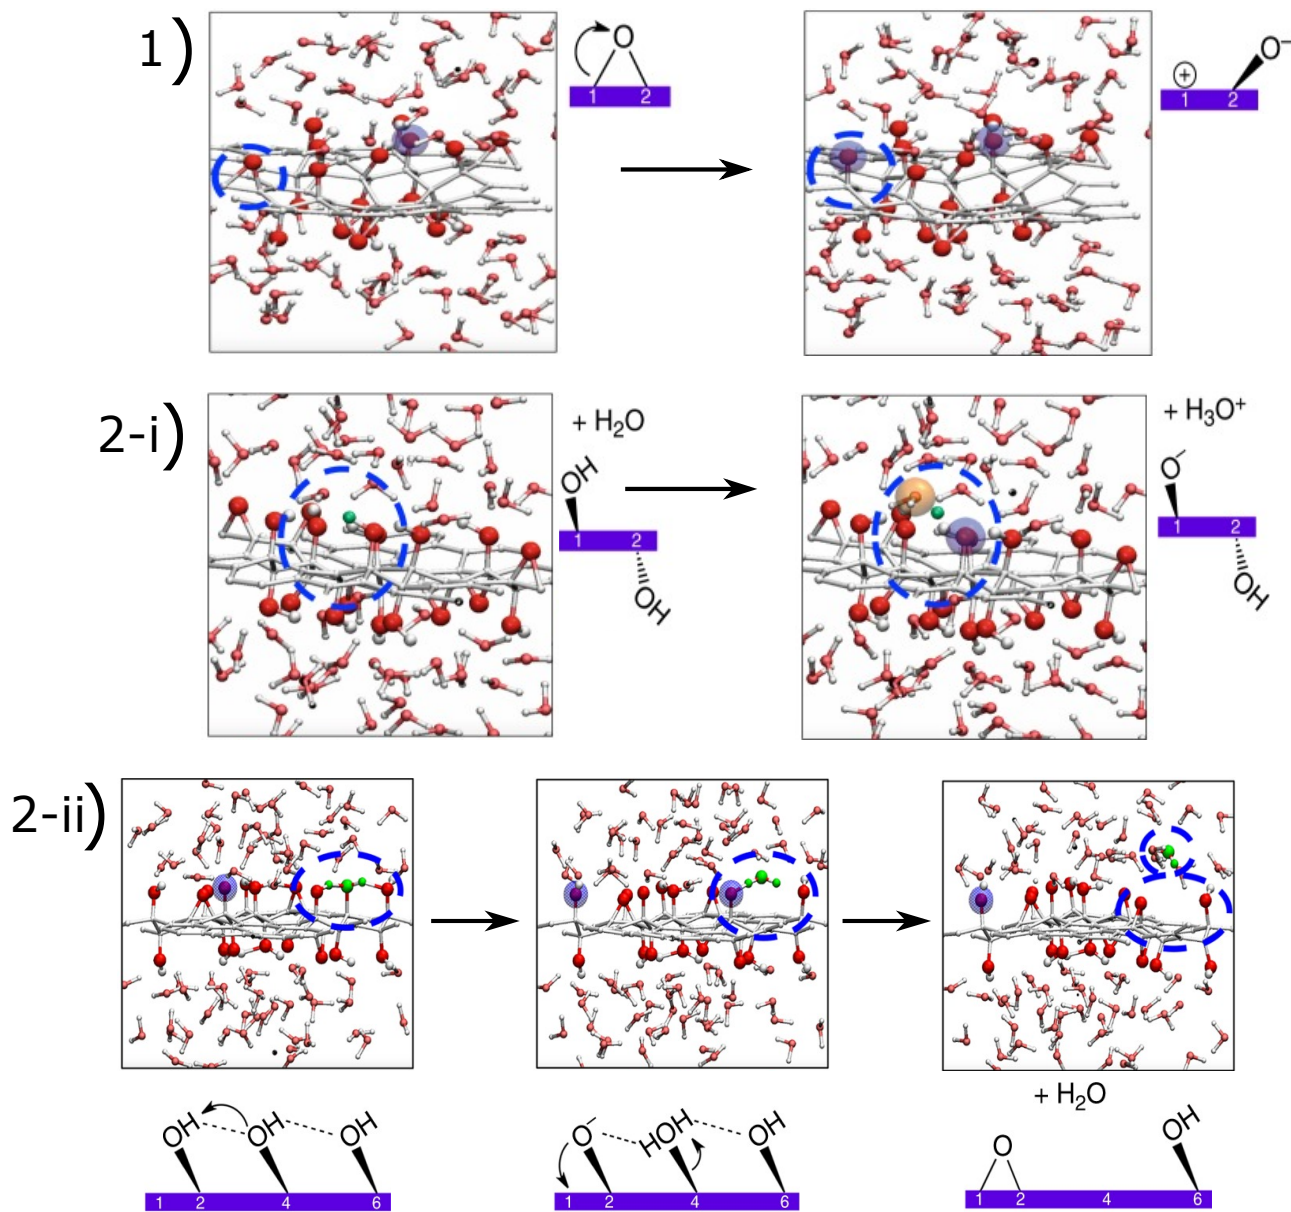 1)
O
1 2
O⁻
+
1 2
2-i)
+ H₂O
OH
1 2
OH
+ H₃O⁺
O⁻
1 2
OH
2-ii)
+ H₂O
OH OH OH
1 2 4 6
O⁻ HOH OH
1 2 4 6
O OH
1 2 4 6